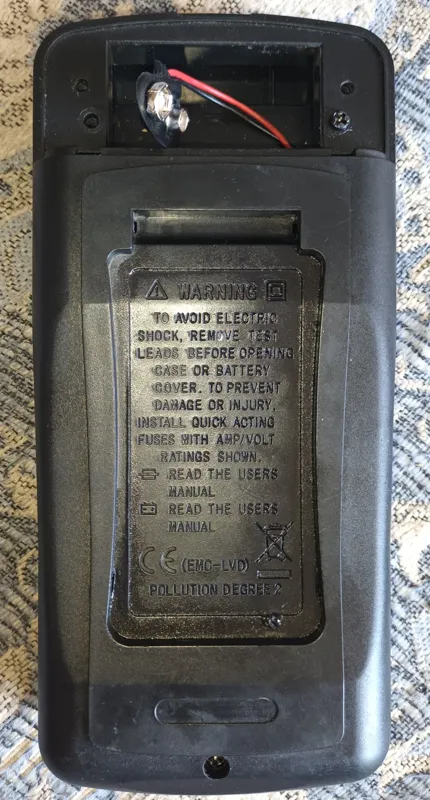 WARNING
TO AVOID ELECTRIC
SHOCK, REMOVE TEST
LEADS BEFORE OPENING
CASE OR BATTERY
COVER. TO PREVENT
DAMAGE OR INJURY,
INSTALL QUICK ACTING
FUSES WITH AMP/VOLT
RATINGS SHOWN.
READ THE USERS
MANUAL
READ THE USERS
MANUAL
CE (EMC-LVD)
POLLUTION DEGREE 2